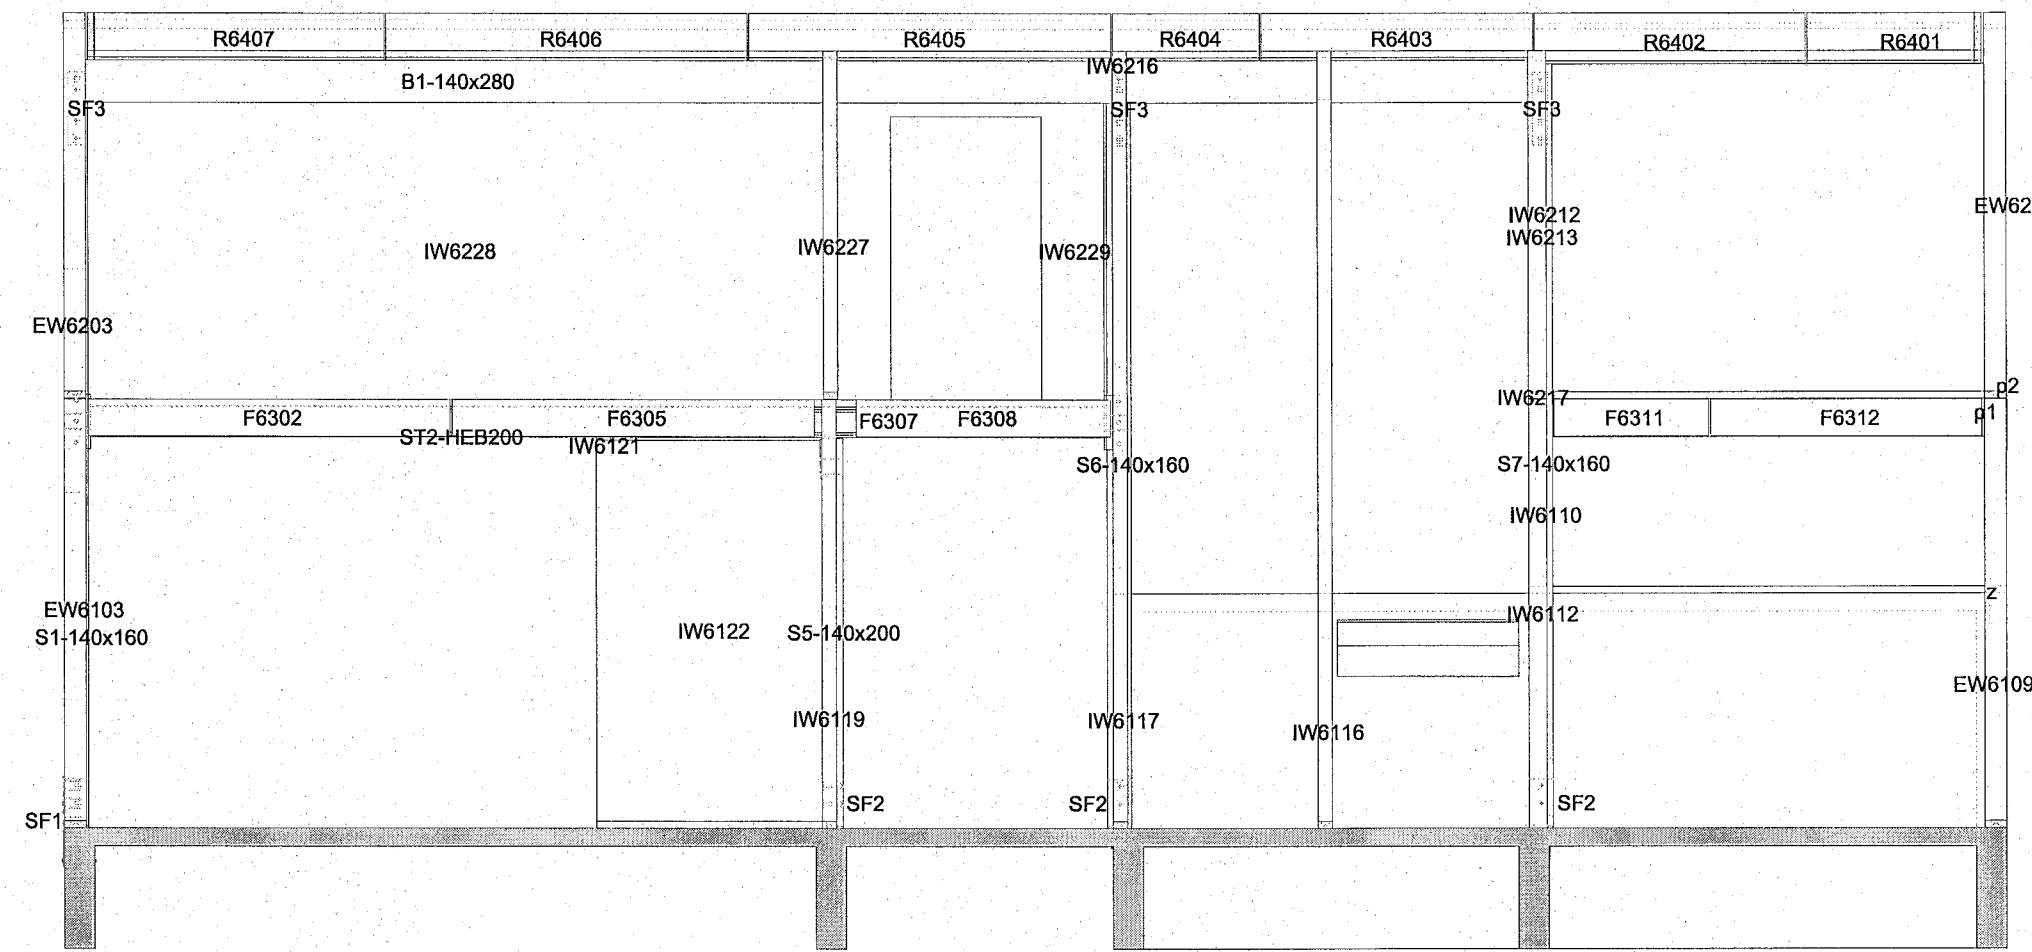 R6407 R6406 R6405 R6404 R6403 R6402 R6401
IW6216
B1-140x280
SF3 SF3 SF3
EW62
IW6212
IW6213
IW6228 IW6227 IW6229
EW6203
p2
IW6217
p1
F6302 F6305 F6307 F6308 F6311 F6312
ST2-HEB200
IW6121
S6-140x160 S7-140x160
IW6110
z
EW6103
IW6112
S1-140x160 IW6122 S5-140x200
EW6109
IW6119 IW6117 IW6116
SF2 SF2 SF2
SF1